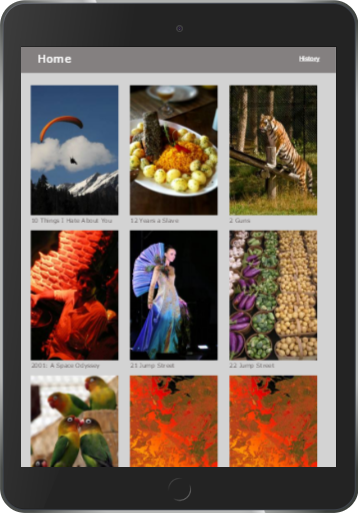 Home
History
10 Things I Hate About You
12 Years a Slave
2 Guns
2001: A Space Odyssey
21 Jump Street
22 Jump Street